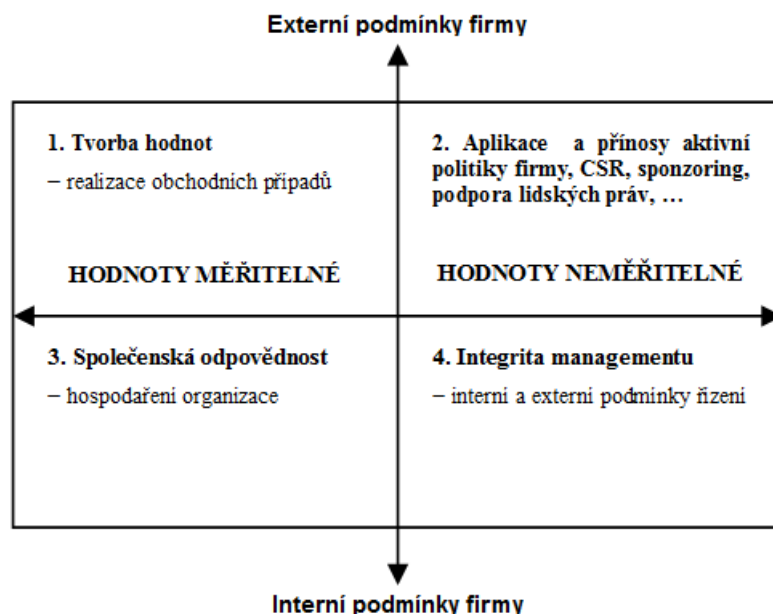 Externí podmínky firmy
1. Tvorba hodnot
– realizace obchodních případů
2. Aplikace a přínosy aktivní
politiky firmy, CSR, sponzoring,
podpora lidských práv, …
HODNOTY MĚŘITELNÉ
HODNOTY NEMĚŘITELNÉ
3. Společenská odpovědnost
– hospodaření organizace
4. Integrita managementu
– interní a externí podmínky řízení
Interní podmínky firmy